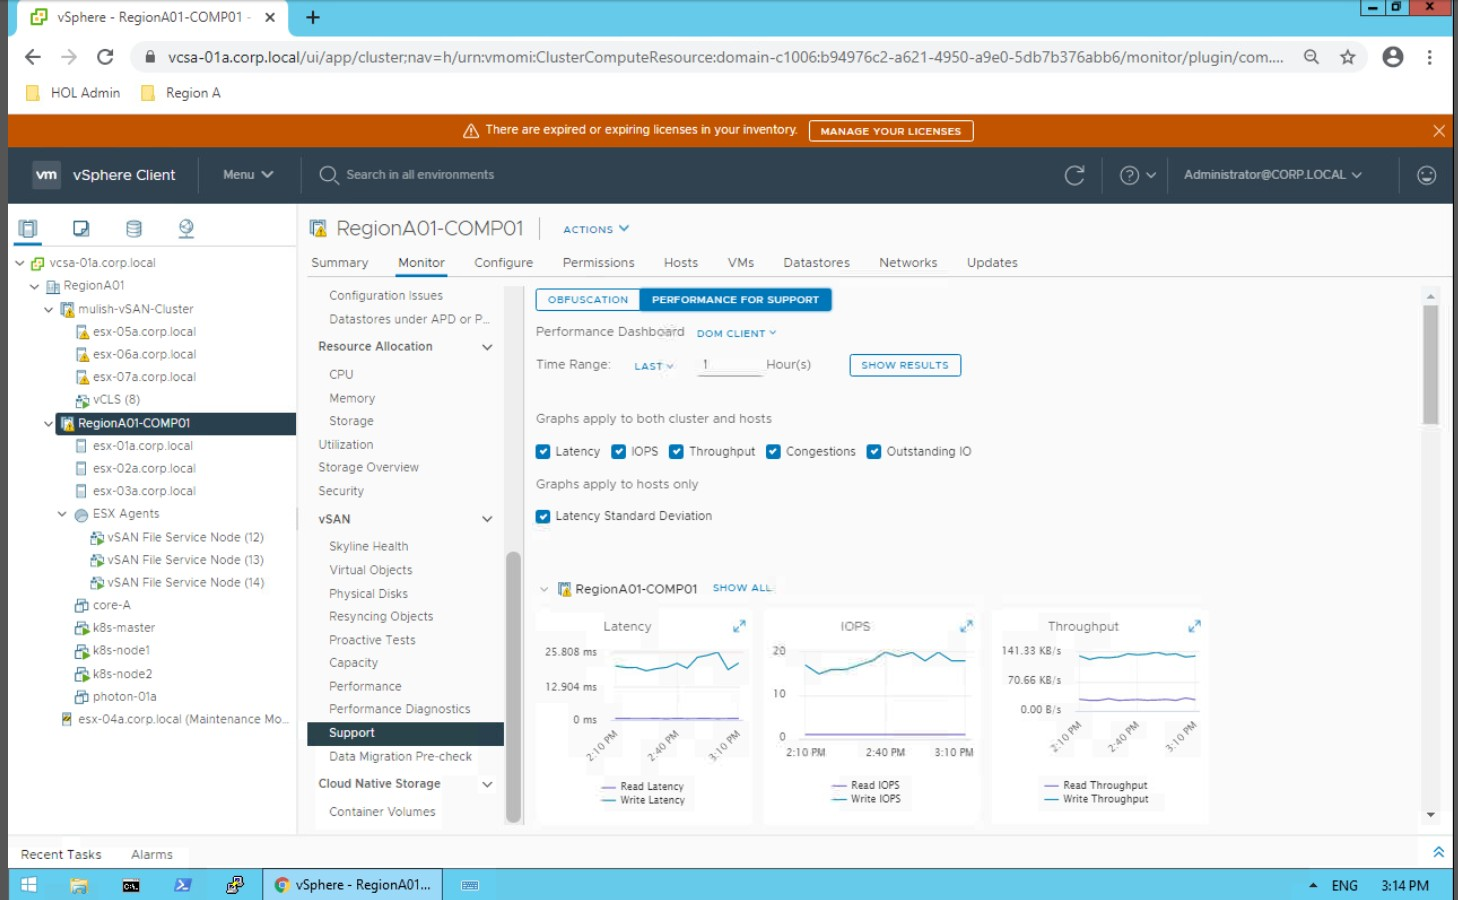 vSphere - RegionA01-COMP01 -
vcsa-01a.corp.local/ui/app/cluster;nav=h/urn:vmomi:ClusterComputeResource:domain-c1006:b94976c2-a621-4950-a9e0-5db7b376abb6/monitor/plugin/com....
HOL Admin
Region A
There are expired or expiring licenses in your inventory.
MANAGE YOUR LICENSES
vm
vSphere Client
Menu
Search in all environments
Administrator@CORP.LOCAL
vcsa-01a.corp.local
RegionA01
mulish-vSAN-Cluster
esx-05a.corp.local
esx-06a.corp.local
esx-07a.corp.local
vCLS (8)
RegionA01-COMP01
esx-01a.corp.local
esx-02a.corp.local
esx-03a.corp.local
ESX Agents
vSAN File Service Node (12)
vSAN File Service Node (13)
vSAN File Service Node (14)
core-A
k8s-master
k8s-node1
k8s-node2
photon-01a
esx-04a.corp.local (Maintenance Mo...
RegionA01-COMP01
ACTIONS
Summary
Monitor
Configure
Permissions
Hosts
VMs
Datastores
Networks
Updates
Configuration Issues
Datastores under APD or P...
Resource Allocation
CPU
Memory
Storage
Utilization
Storage Overview
Security
vSAN
Skyline Health
Virtual Objects
Physical Disks
Resyncing Objects
Proactive Tests
Capacity
Performance
Performance Diagnostics
Support
Data Migration Pre-check
Cloud Native Storage
Container Volumes
OBFUSCATION
PERFORMANCE FOR SUPPORT
Performance Dashboard
DOM CLIENT
Time Range:
LAST
1
Hour(s)
SHOW RESULTS
Graphs apply to both cluster and hosts
Latency
IOPS
Throughput
Congestions
Outstanding IO
Graphs apply to hosts only
Latency Standard Deviation
RegionA01-COMP01
SHOW ALL
Latency
25.808 ms
12.904 ms
0 ms
2:10 PM
2:40 PM
3:10 PM
Read Latency
Write Latency
IOPS
20
10
0
2:10 PM
2:40 PM
3:10 PM
Read IOPS
Write IOPS
Throughput
141.33 KB/s
70.66 KB/s
0.00 B/s
2:10 PM
2:40 PM
3:10 PM
Read Throughput
Write Throughput
Recent Tasks
Alarms
vSphere - RegionA01...
ENG
3:14 PM